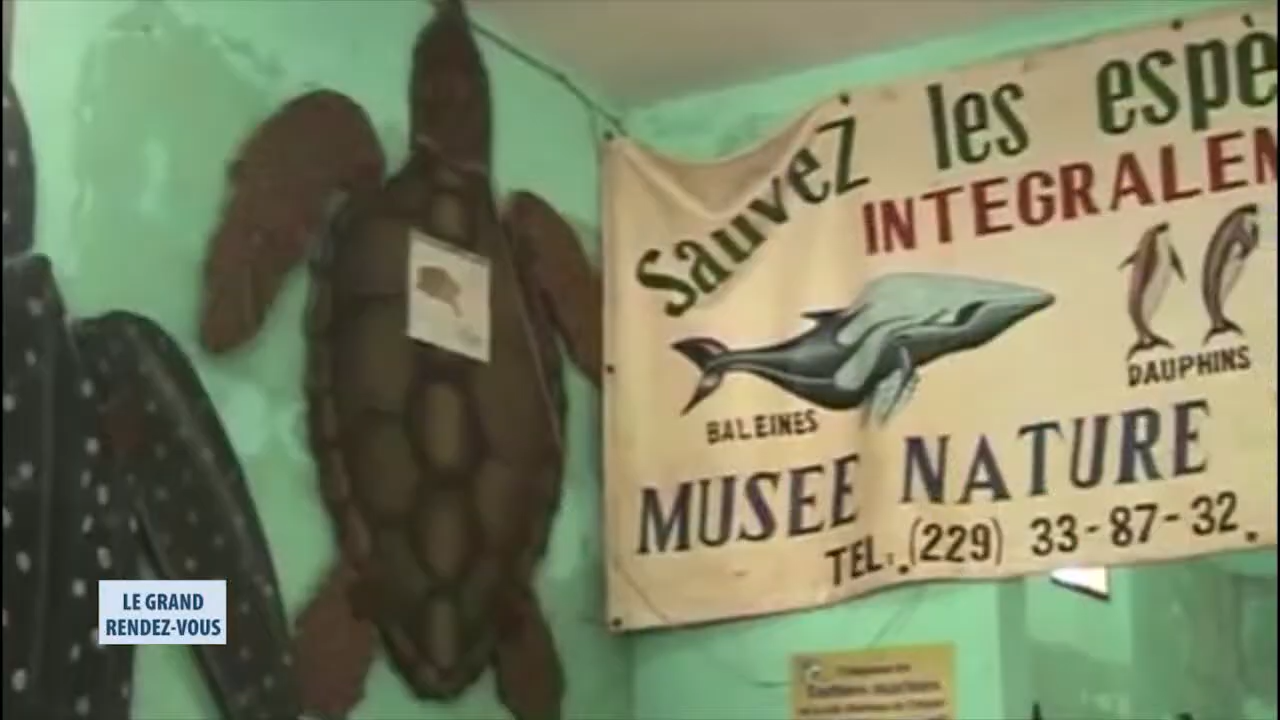 Sauvez les espè
INTEGRALEM
BALEINES
DAUPHINS
MUSEE NATURE
TEL. (229) 33-87-32
LE GRAND
RENDEZ-VOUS